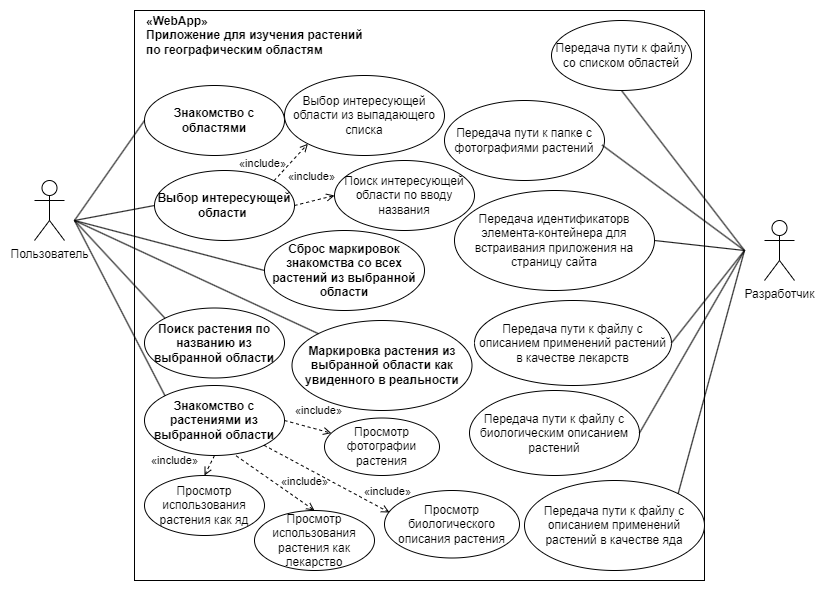 «WebApp»
Приложение для изучения растений
по географическим областям
Передача пути к файлу
со списком областей
Знакомство с
областями
Выбор интересующей
области из выпадающего
списка
Передача пути к папке с
фотографиями растений
«include»
«include»
Выбор интересующей
области
Поиск интересующей
области по вводу
названия
Пользователь
Передача идентификаторв
элемента-контейнера для
встраивания приложения на
страницу сайта
Разработчик
Сброс маркировок
знакомства со всех
растений из выбранной
области
Поиск растения по
названию из
выбранной области
Маркировка растения из
выбранной области как
увиденного в реальности
Передача пути к файлу с
описанием применений растений
в качестве лекарств
Знакомство с
растениями из
выбранной области
«include»
Просмотр
фотографии
растения
Передача пути к файлу с
биологическим описанием
растений
«include»
«include»
«include»
Просмотр
использования
растения как яд
Просмотр
использования
растения как
лекарство
Просмотр
биологического
описания растения
Передача пути к файлу с
описанием применений
растений в качестве яда